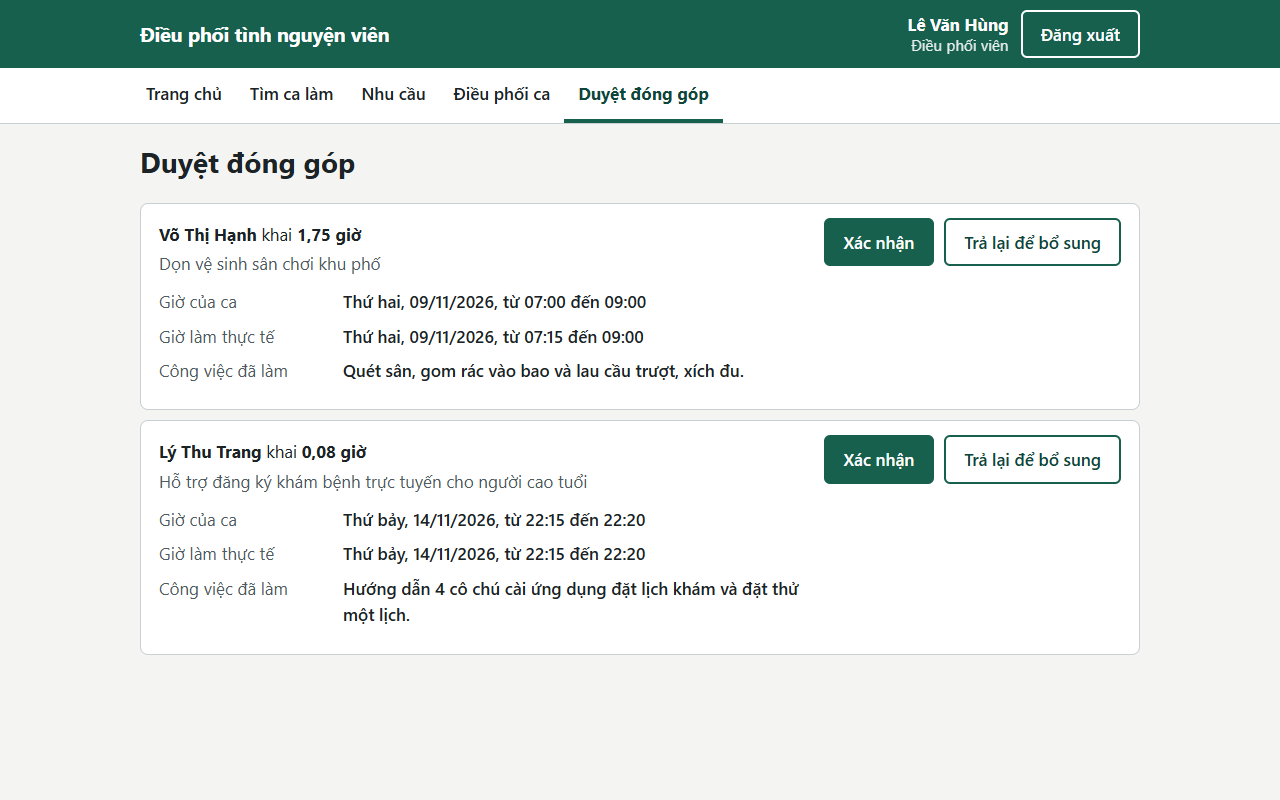 Điều phối tình nguyện viên
Lê Văn Hùng
Điều phối viên
Đăng xuất
Trang chủ
Tìm ca làm
Nhu cầu
Điều phối ca
Duyệt đóng góp
Duyệt đóng góp
Võ Thị Hạnh khai 1,75 giờ
Dọn vệ sinh sân chơi khu phố
Xác nhận
Trả lại để bổ sung
Giờ của ca
Thứ hai, 09/11/2026, từ 07:00 đến 09:00
Giờ làm thực tế
Thứ hai, 09/11/2026, từ 07:15 đến 09:00
Công việc đã làm
Quét sân, gom rác vào bao và lau cầu trượt, xích đu.
Lý Thu Trang khai 0,08 giờ
Hỗ trợ đăng ký khám bệnh trực tuyến cho người cao tuổi
Xác nhận
Trả lại để bổ sung
Giờ của ca
Thứ bảy, 14/11/2026, từ 22:15 đến 22:20
Giờ làm thực tế
Thứ bảy, 14/11/2026, từ 22:15 đến 22:20
Công việc đã làm
Hướng dẫn 4 cô chú cài ứng dụng đặt lịch khám và đặt thử
một lịch.